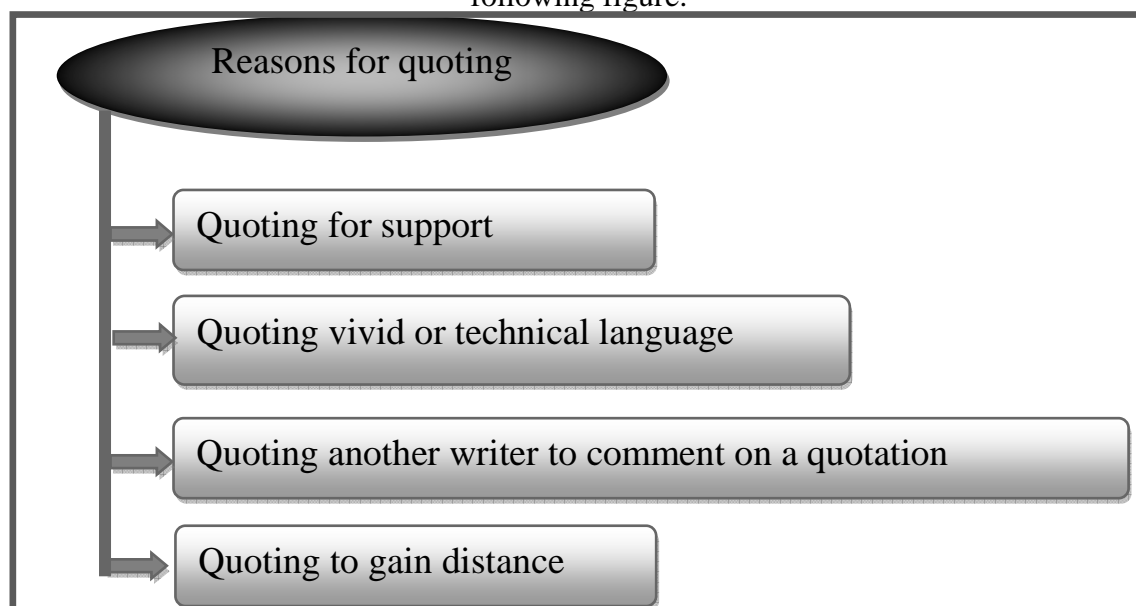 following figure.
Reasons for quoting
Quoting for support
Quoting vivid or technical language
Quoting another writer to comment on a quotation
Quoting to gain distance